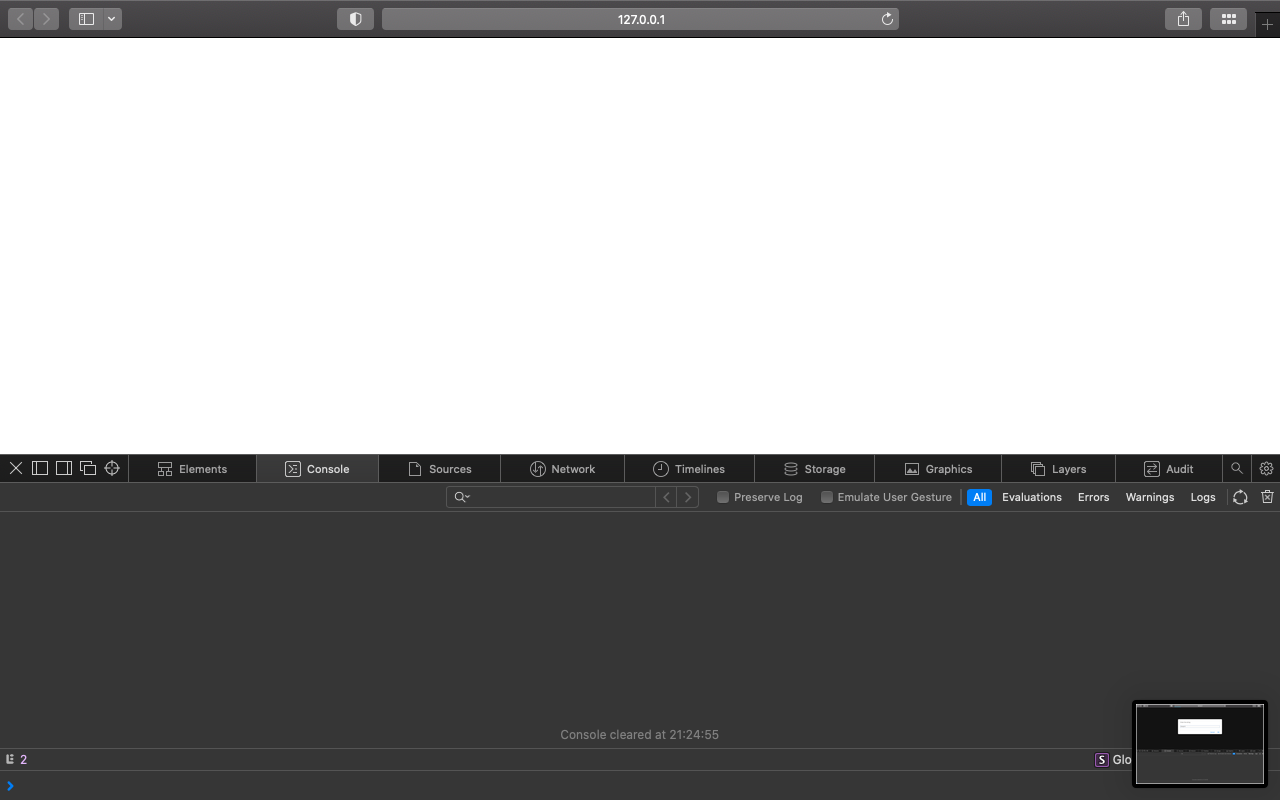 127.0.0.1
Elements Console Sources Network Timelines Storage Graphics Layers Audit
Preserve Log Emulate User Gesture All Evaluations Errors Warnings Logs
Console cleared at 21:24:55
2 S Glo